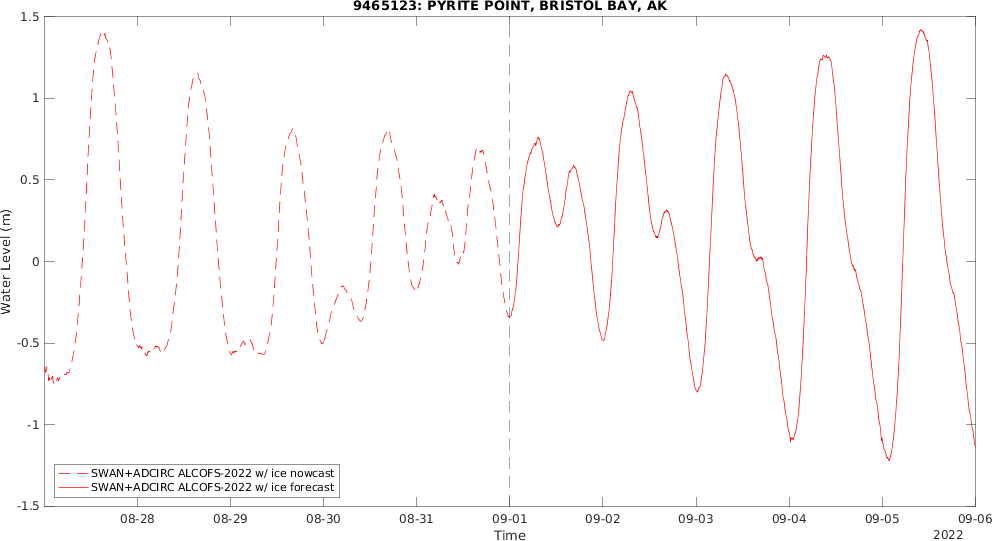 9465123: PYRITE POINT, BRISTOL BAY, AK
1.5
1
0.5
0
-0.5
-1
-1.5
Water Level (m)
SWAN+ADCIRC ALCOFS-2022 w/ ice nowcast
SWAN+ADCIRC ALCOFS-2022 w/ ice forecast
08-28 08-29 08-30 08-31 09-01 09-02 09-03 09-04 09-05 09-06
Time
2022